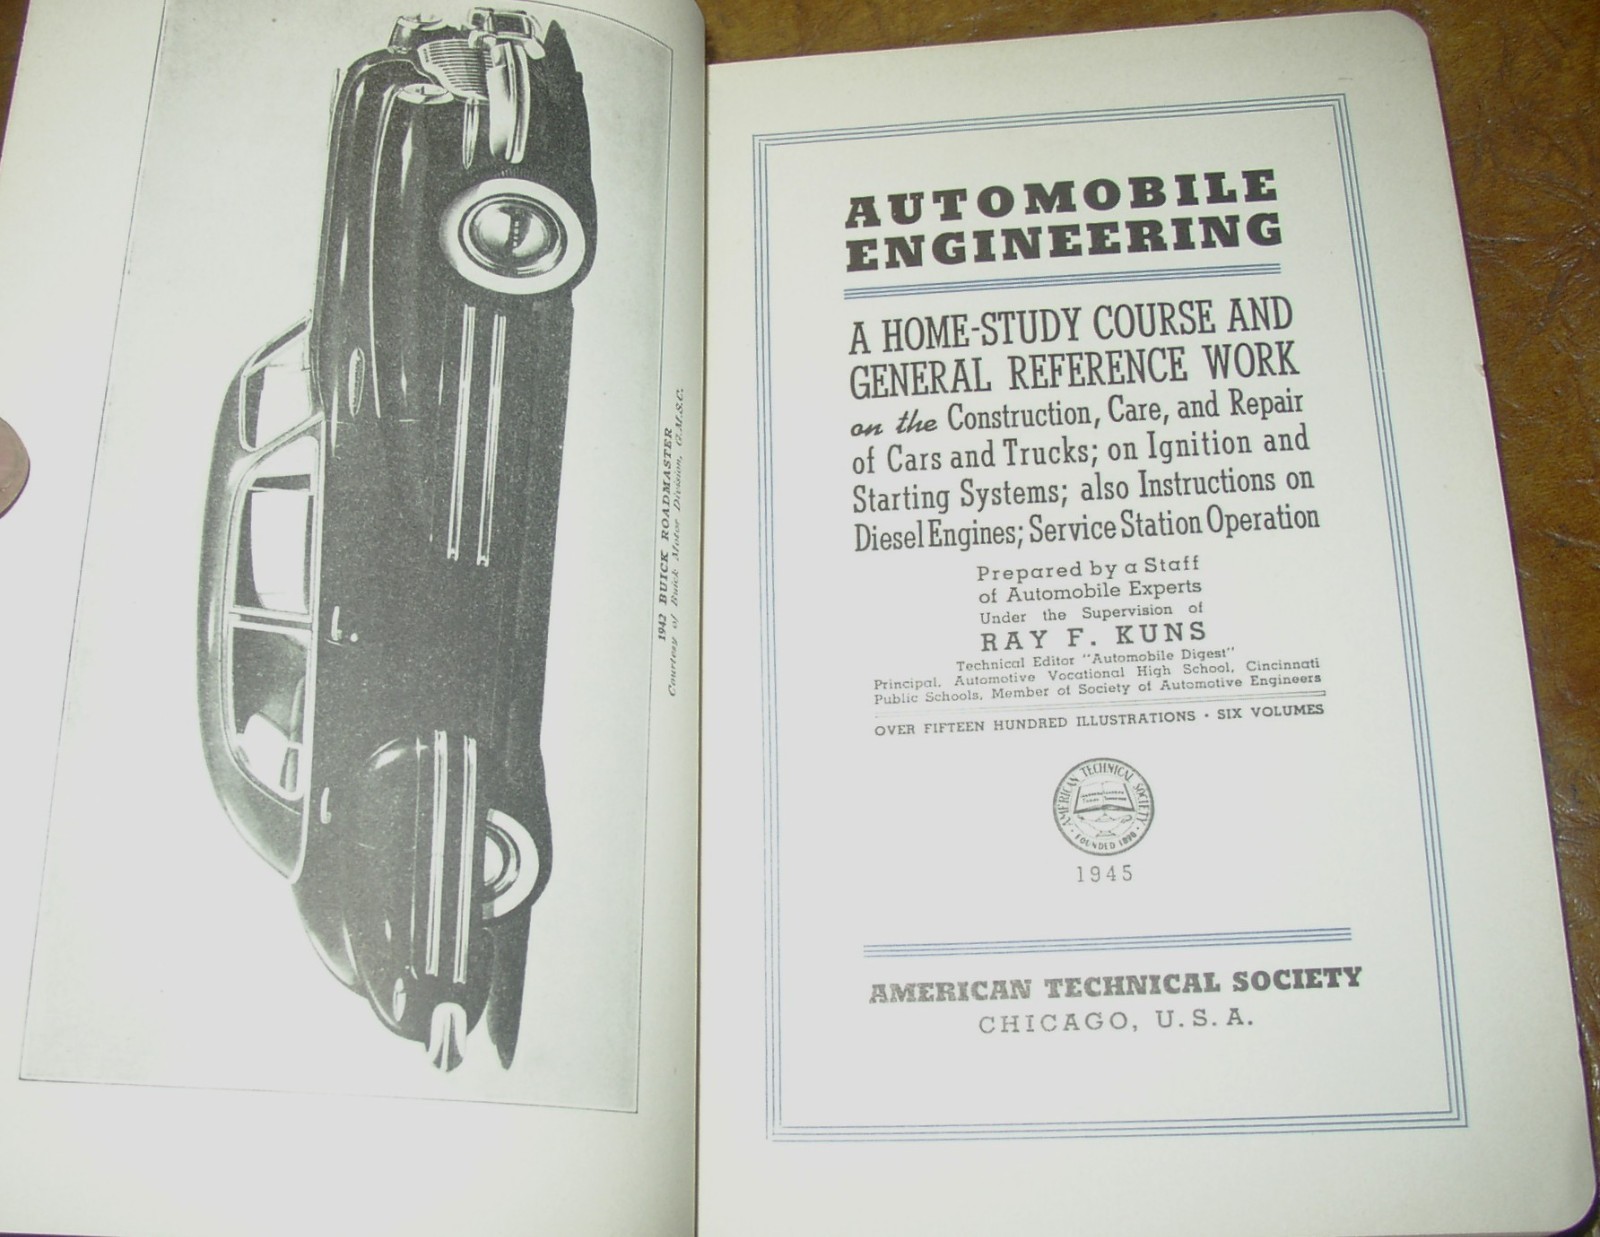 1942 BUICK ROADMASTER
Courtesy of Buick Motor Division, G.M.S.C.
AUTOMOBILE
ENGINEERING
A HOME-STUDY COURSE AND
GENERAL REFERENCE WORK
on the Construction, Care, and Repair
of Cars and Trucks; on Ignition and
Starting Systems; also Instructions on
Diesel Engines; Service Station Operation
Prepared by a Staff
of Automobile Experts
Under the Supervision of
RAY F. KUNS
Technical Editor "Automobile Digest"
Principal, Automotive Vocational High School, Cincinnati
Public Schools, Member of Society of Automotive Engineers
OVER FIFTEEN HUNDRED ILLUSTRATIONS · SIX VOLUMES
AMERICAN TECHNICAL SOCIETY
FOUNDED 1898
1945
AMERICAN TECHNICAL SOCIETY
CHICAGO, U.S.A.